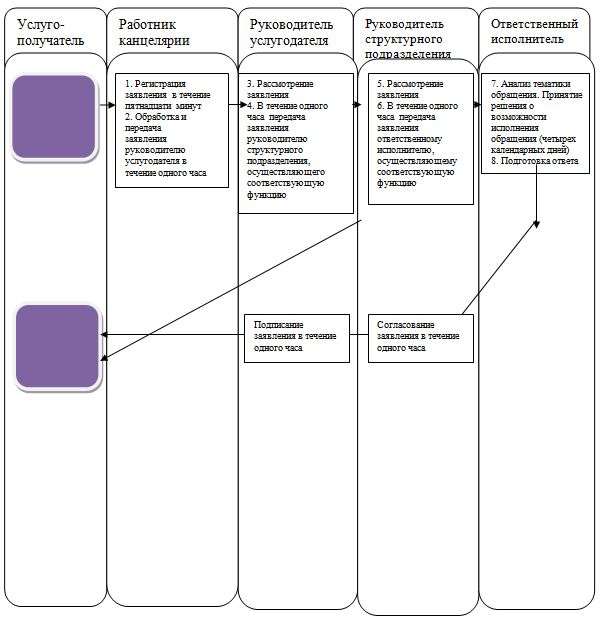 Услуго-
получатель
Работник
канцелярии
Руководитель
услугодателя
Руководитель
структурного
подразделения
Ответственный
исполнитель
1. Регистрация
заявления в течение
пятнадцати минут
2. Обработка и
передача
заявления
руководителю
услугодателя в
течение одного часа
3. Рассмотрение
заявления
4. В течение одного
часа передача
заявления
руководителю
структурного
подразделения,
осуществляющего
соответствующую
функцию
5. Рассмотрение
заявления
6. В течение одного
часа передача
заявления
ответственному
исполнителю,
осуществляющему
соответствующую
функцию
7. Анализ тематики
обращения. Принятие
решения о
возможности
исполнения
обращения (четырех
календарных дней)
8. Подготовка ответа
Подписание
заявления в течение
одного часа
Согласование
заявления в течение
одного часа